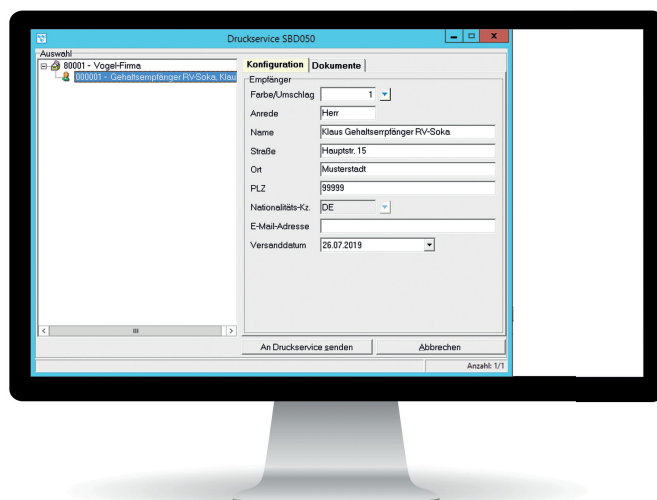 Druckservice SBD050
Auswahl
80001 - Vogel-Firma
000001 - Gehaltsempfänger RV-Soka, Klau
Konfiguration Dokumente
Empfänger
Farbe/Umschlag 1
Anrede Herr
Name Klaus Gehaltsempfänger RV-Soka
Straße Hauptstr. 15
Ort Musterstadt
PLZ 99999
Nationalitäts-Kz. DE
E-Mail-Adresse
Versanddatum 26.07.2019
An Druckservice senden Abbrechen
Anzahl: 1/1